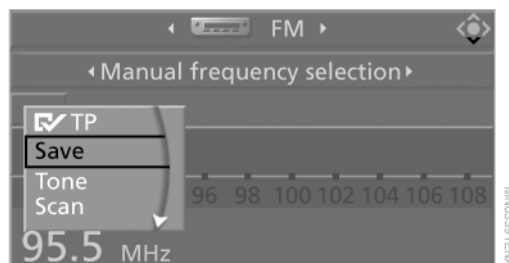 FM
Manual frequency selection
TP
Save
Tone
Scan
96 98 100 102 104 106 108
95.5 MHz